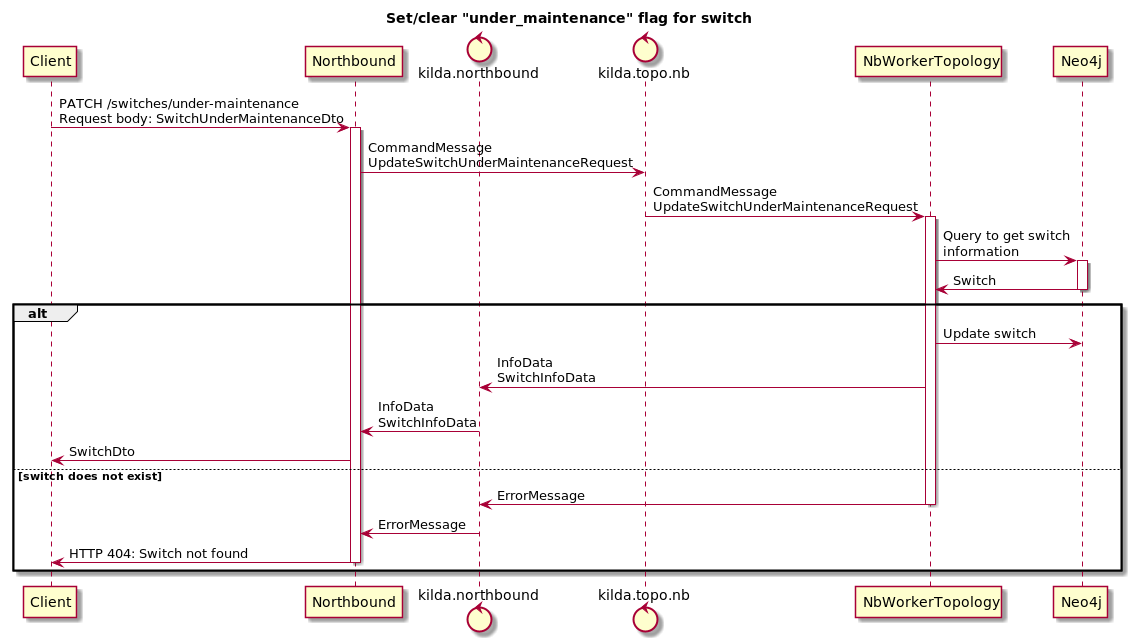 Set/clear "under_maintenance" flag for switch
Client
Northbound
kilda.northbound
kilda.topo.nb
NbWorkerTopology
Neo4j
PATCH /switches/under-maintenance
Request body: SwitchUnderMaintenanceDto
CommandMessage
UpdateSwitchUnderMaintenanceRequest
CommandMessage
UpdateSwitchUnderMaintenanceRequest
Query to get switch
information
Switch
alt
Update switch
InfoData
SwitchInfoData
InfoData
SwitchInfoData
SwitchDto
[switch does not exist]
ErrorMessage
ErrorMessage
HTTP 404: Switch not found
Client
Northbound
kilda.northbound
kilda.topo.nb
NbWorkerTopology
Neo4j